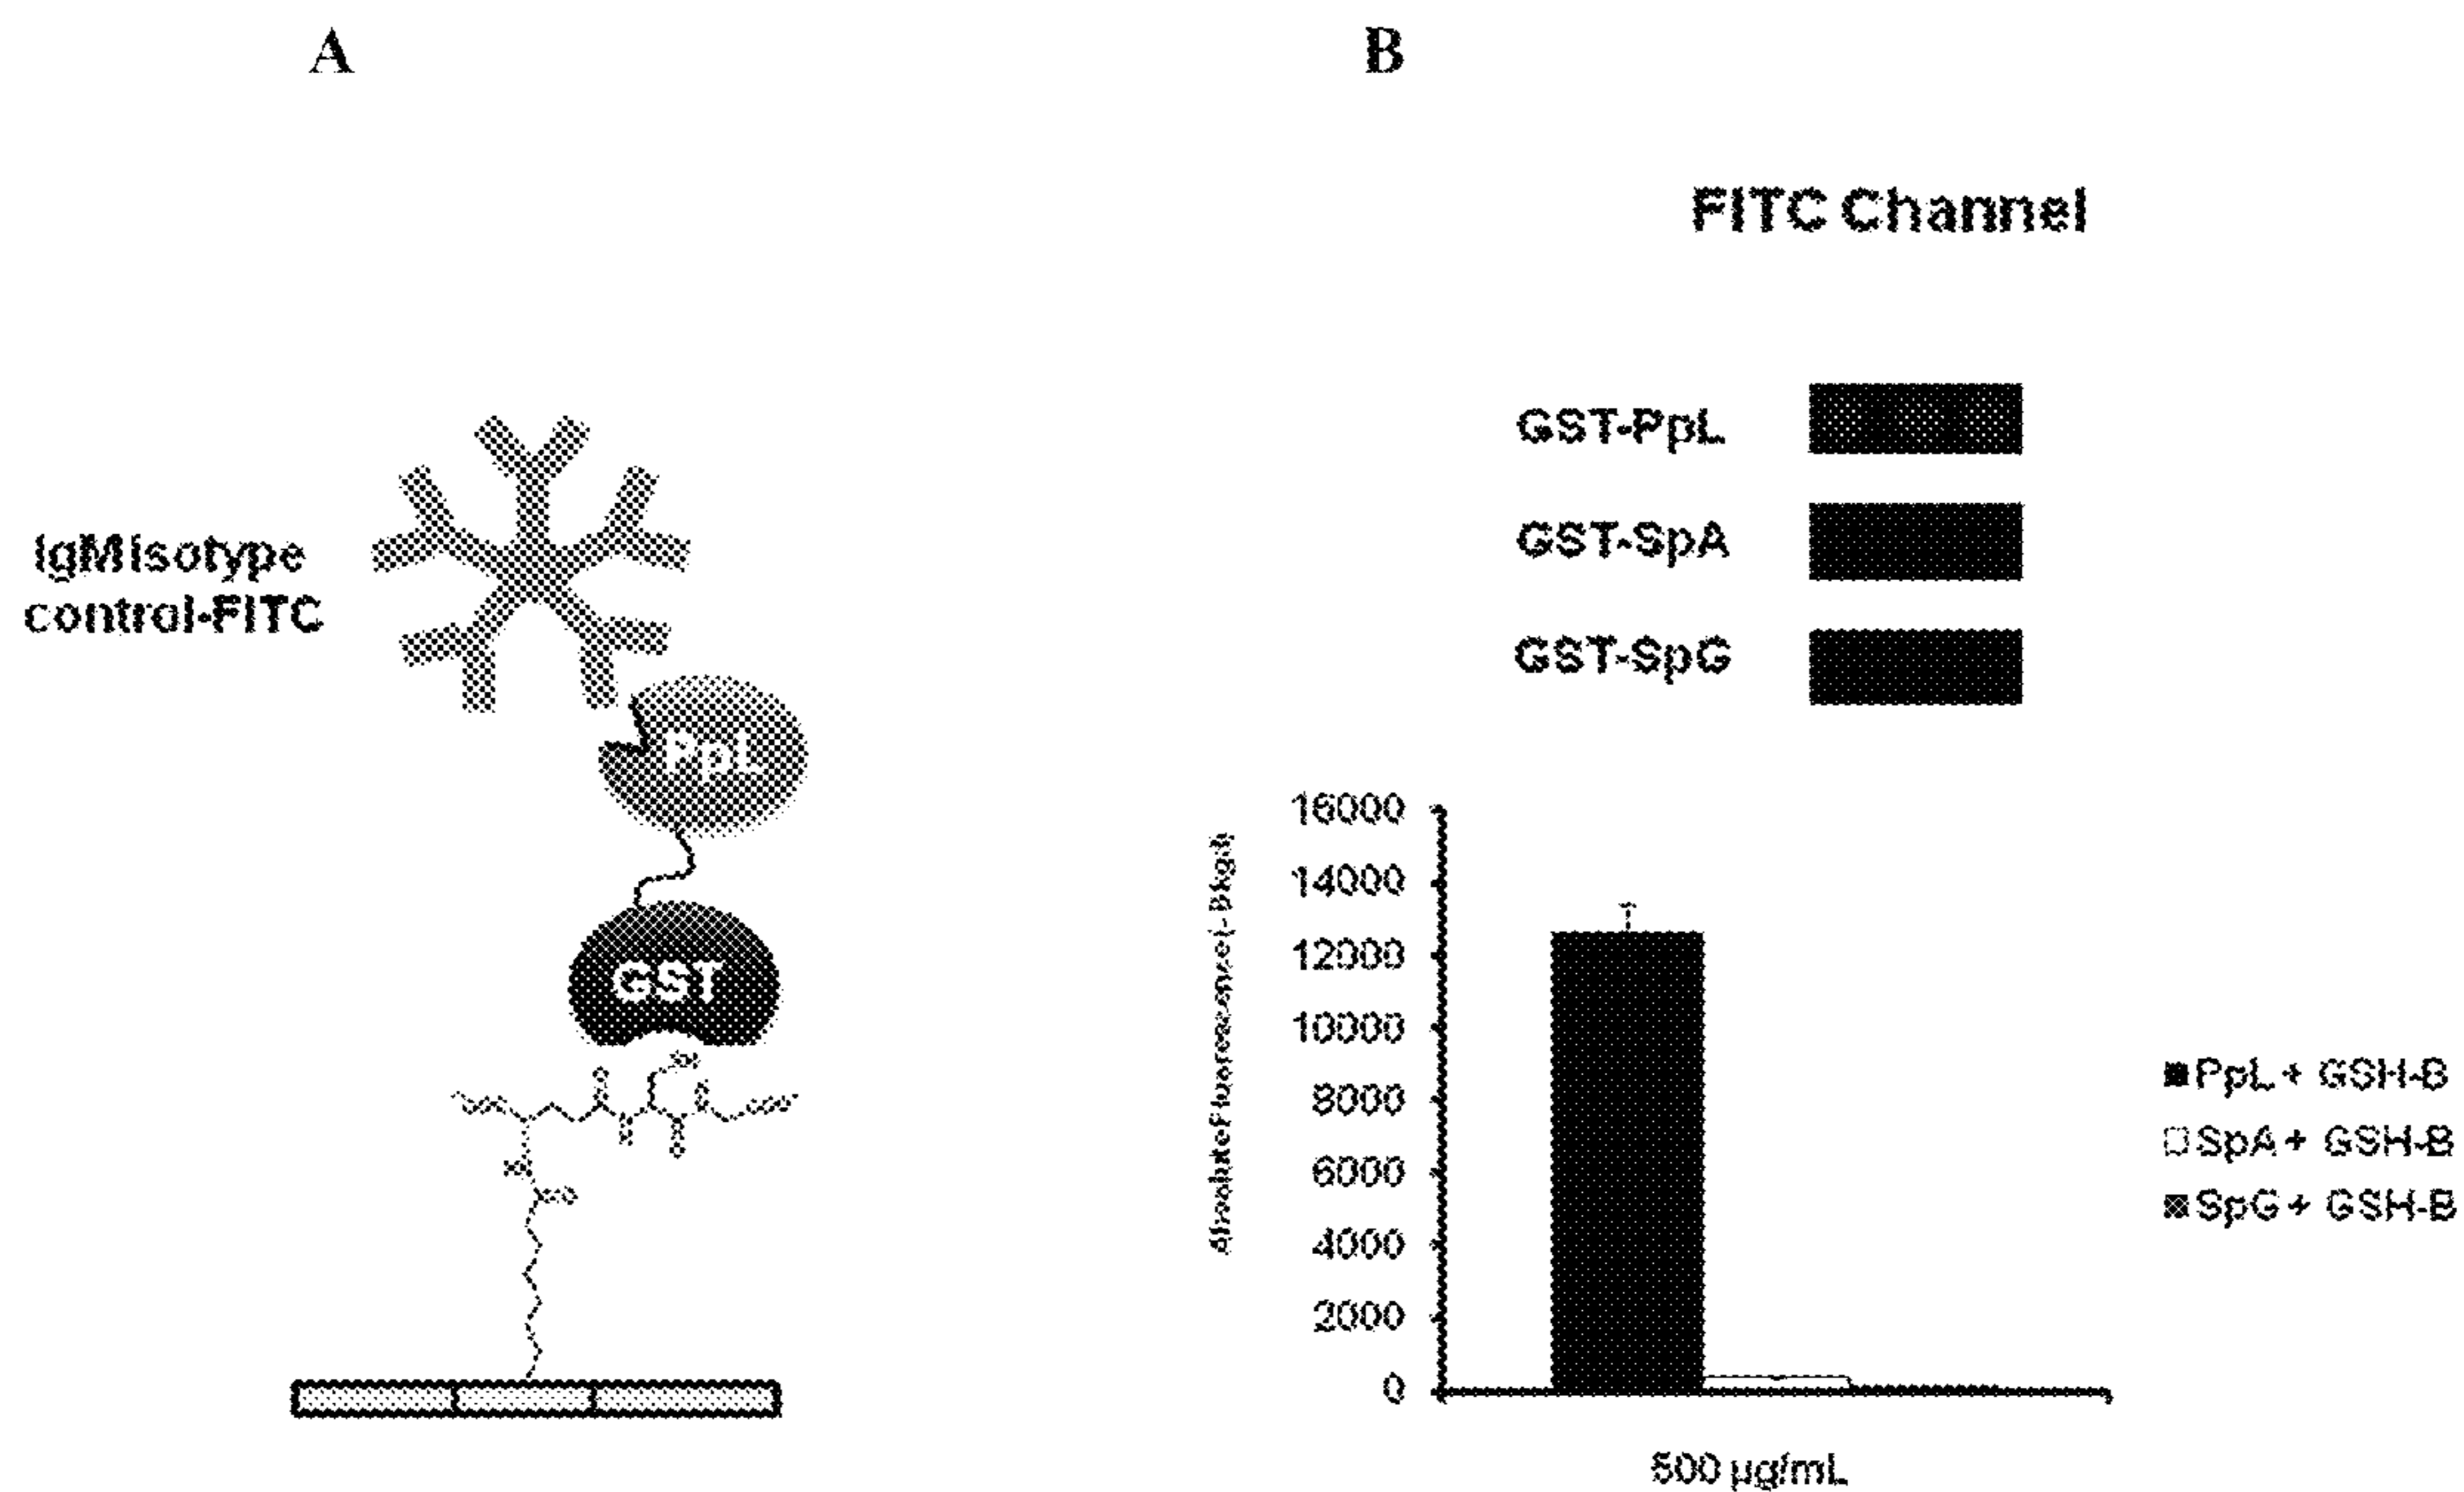 A
B
FITC Channel
GST-PpL
GST-SpA
GST-SpG
IgM isotype
control-FITC
PpL
GST
16000
14000
12000
10000
8000
6000
4000
2000
0
PpL + GSH-B
SpA + GSH-B
SpG + GSH-B
500 µg/mL